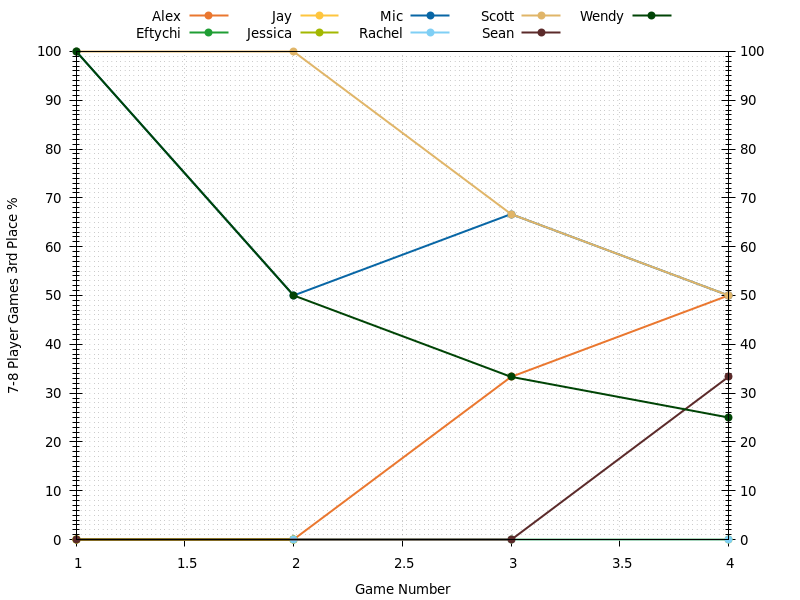 Alex Jay Mic Scott Wendy
Eftychi Jessica Rachel Sean
100 100
90 90
80 80
70 70
60 60
50 50
40 40
30 30
20 20
10 10
0 0
7-8 Player Games 3rd Place %
1 1.5 2 2.5 3 3.5 4
Game Number